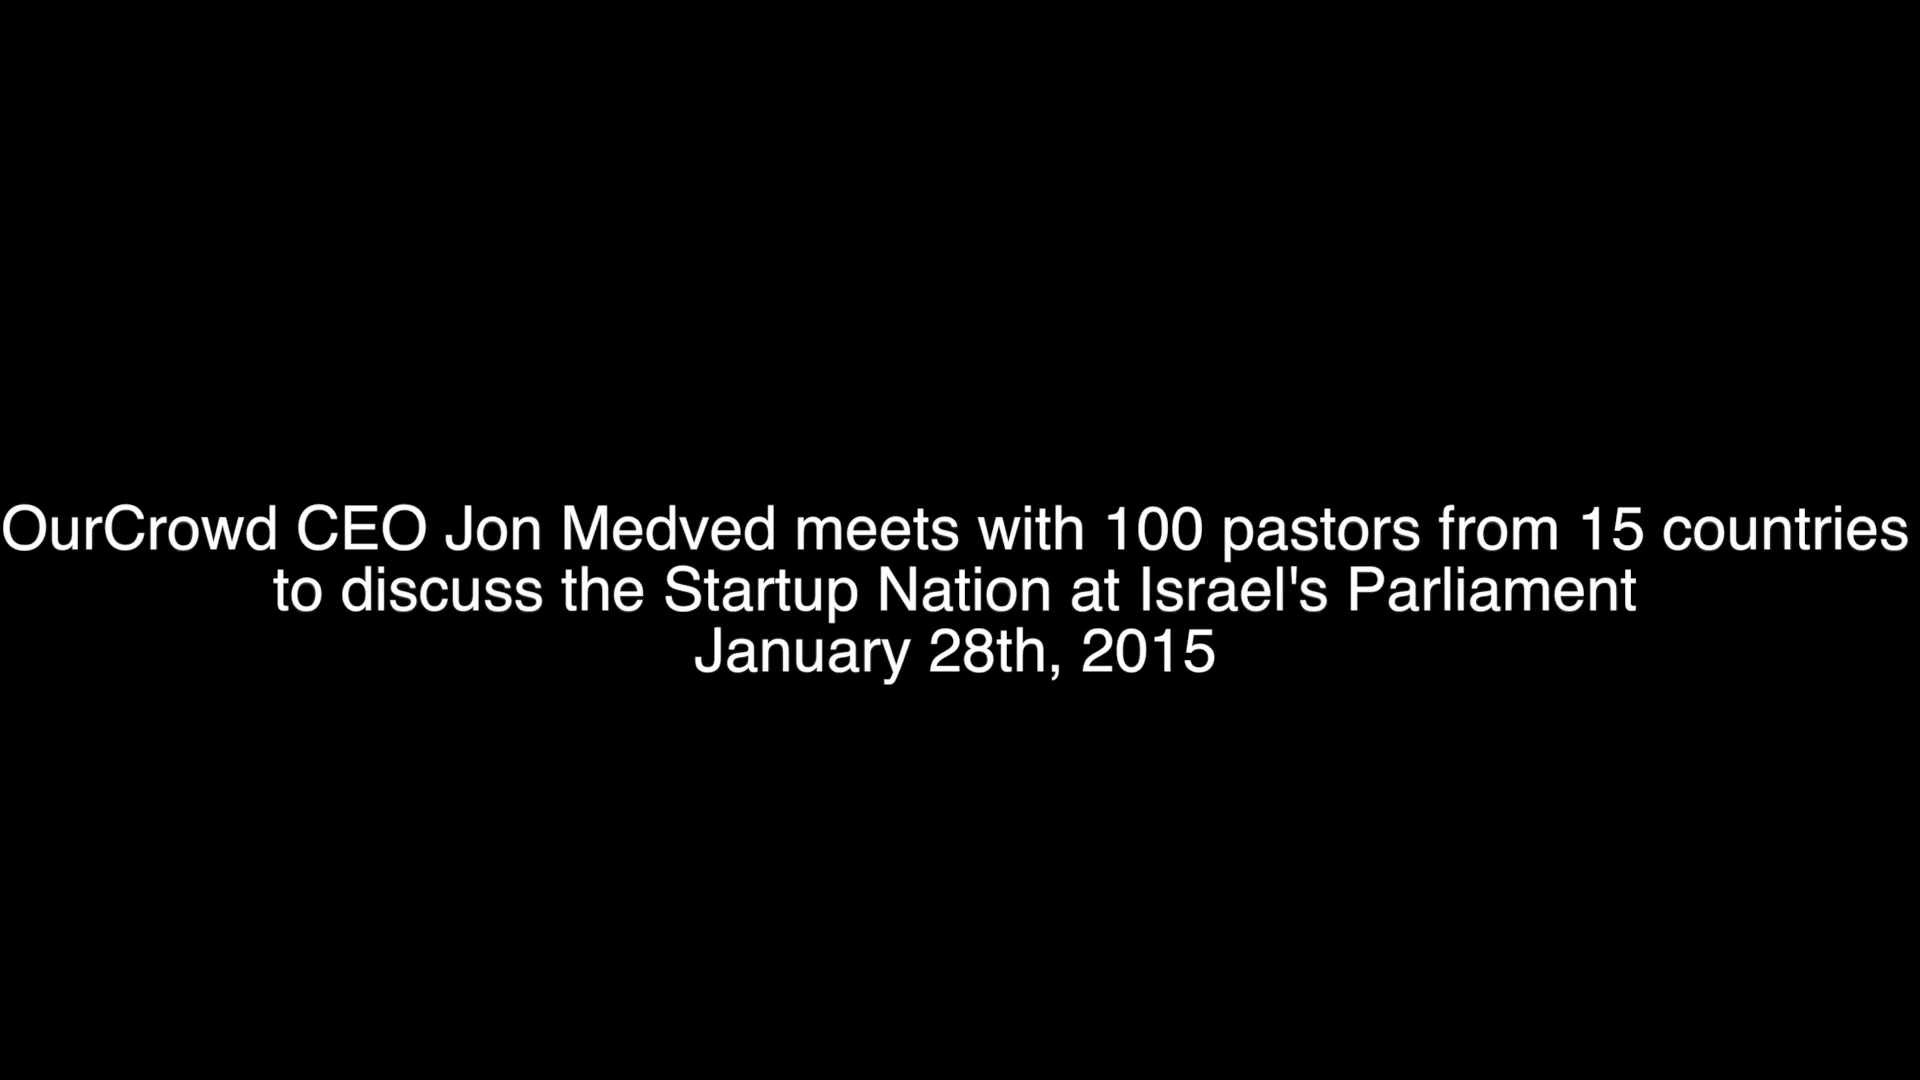 OurCrowd CEO Jon Medved meets with 100 pastors from 15 countries
to discuss the Startup Nation at Israel's Parliament
January 28th, 2015